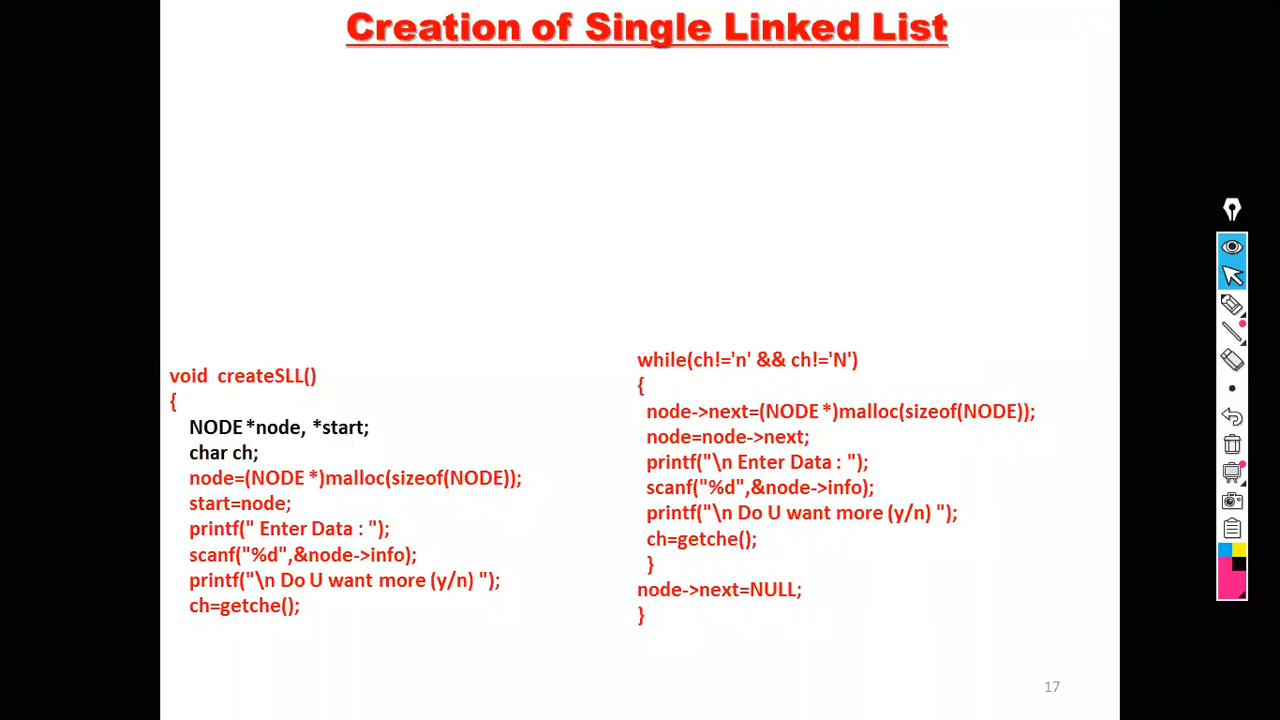 Creation of Single Linked List
void createSLL()
{
NODE *node, *start;
char ch;
node=(NODE *)malloc(sizeof(NODE));
start=node;
printf(" Enter Data : ");
scanf("%d",&node->info);
printf("\n Do U want more (y/n) ");
ch=getche();
while(ch!='n' && ch!='N')
{
node->next=(NODE *)malloc(sizeof(NODE));
node=node->next;
printf("\n Enter Data : ");
scanf("%d",&node->info);
printf("\n Do U want more (y/n) ");
ch=getche();
}
node->next=NULL;
}
17